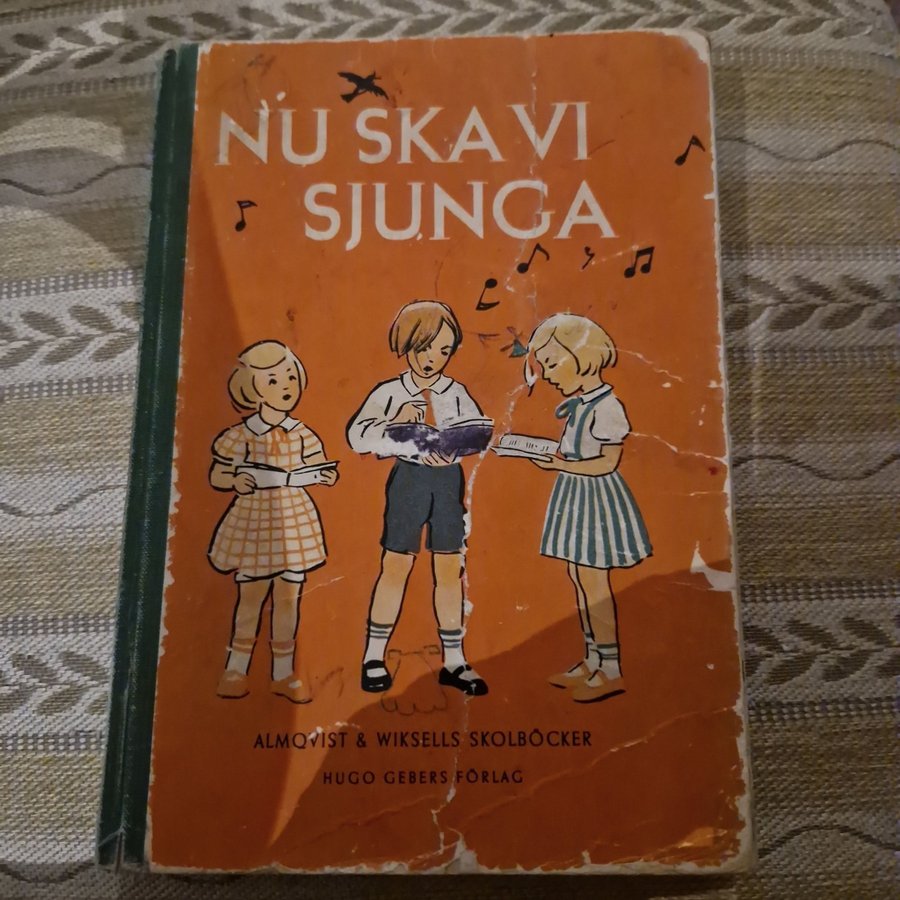 NU SKA VI
SJUNGA
ALMQVIST & WIKSELLS SKOLBÖCKER
HUGO GEBERS FÖRLAG